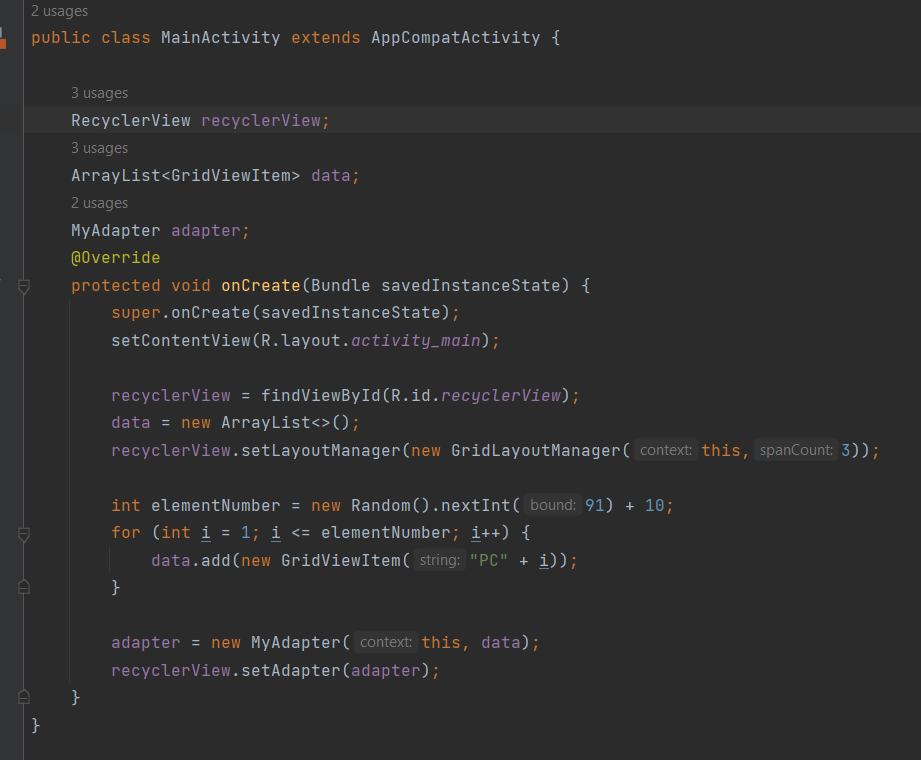 2 usages
public class MainActivity extends AppCompatActivity {
3 usages
RecyclerView recyclerView;
3 usages
ArrayList<GridViewItem> data;
2 usages
MyAdapter adapter;
@Override
protected void onCreate(Bundle savedInstanceState) {
super.onCreate(savedInstanceState);
setContentView(R.layout.activity_main);
recyclerView = findViewById(R.id.recyclerView);
data = new ArrayList<>();
recyclerView.setLayoutManager(new GridLayoutManager( context: this, spanCount: 3));
int elementNumber = new Random().nextInt( bound: 91) + 10;
for (int i = 1; i <= elementNumber; i++) {
data.add(new GridViewItem( string: "PC" + i));
}
adapter = new MyAdapter( context: this, data);
recyclerView.setAdapter(adapter);
}
}